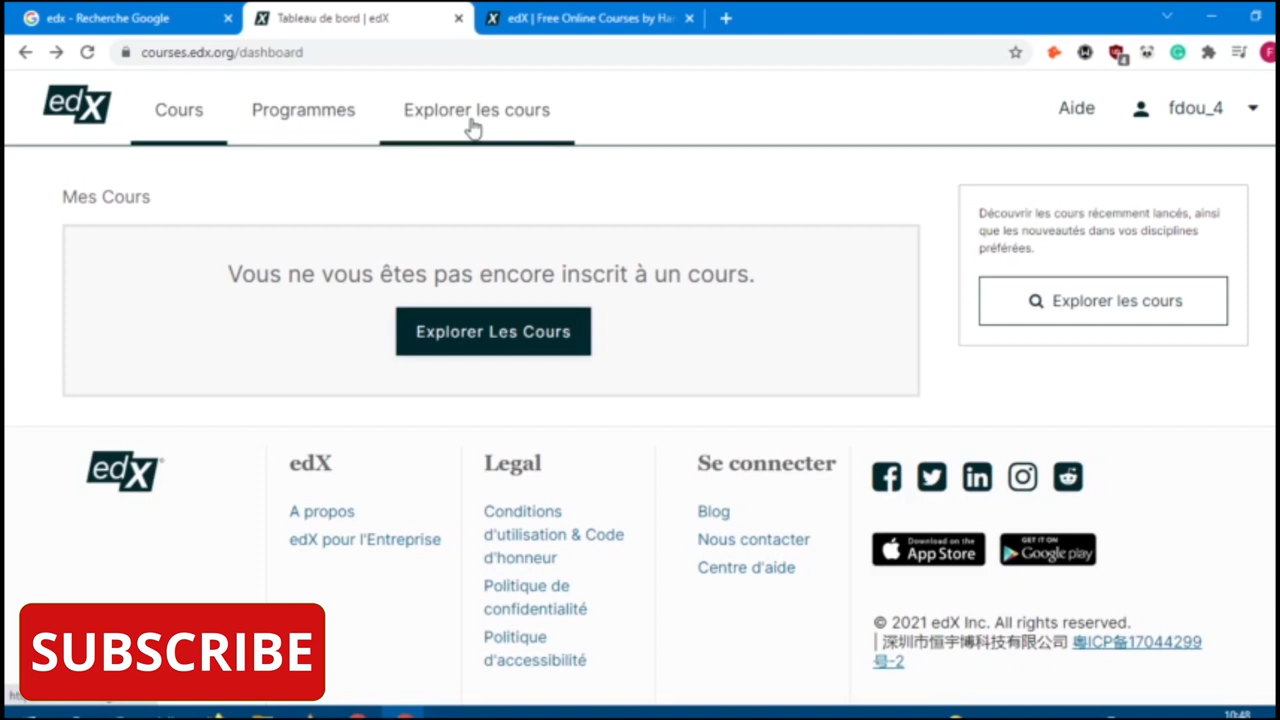 edx - Recherche Google
Tableau de bord | edX
edX | Free Online Courses by Ha
courses.edx.org/dashboard
edX
Cours
Programmes
Explorer les cours
Aide
fdou_4
Mes Cours
Vous ne vous êtes pas encore inscrit à un cours.
Explorer Les Cours
Découvrir les cours récemment lancés, ainsi
que les nouveautés dans vos disciplines
préférées.
Explorer les cours
edX
edX
A propos
edX pour l'Entreprise
Legal
Conditions
d'utilisation & Code
d'honneur
Politique de
confidentialité
Politique
d'accessibilité
Se connecter
Blog
Nous contacter
Centre d'aide
Download on the
App Store
GET IT ON
Google play
© 2021 edX Inc. All rights reserved.
| 深圳市恒宇博科技有限公司 粤ICP备17044299
号-2
SUBSCRIBE
10:48